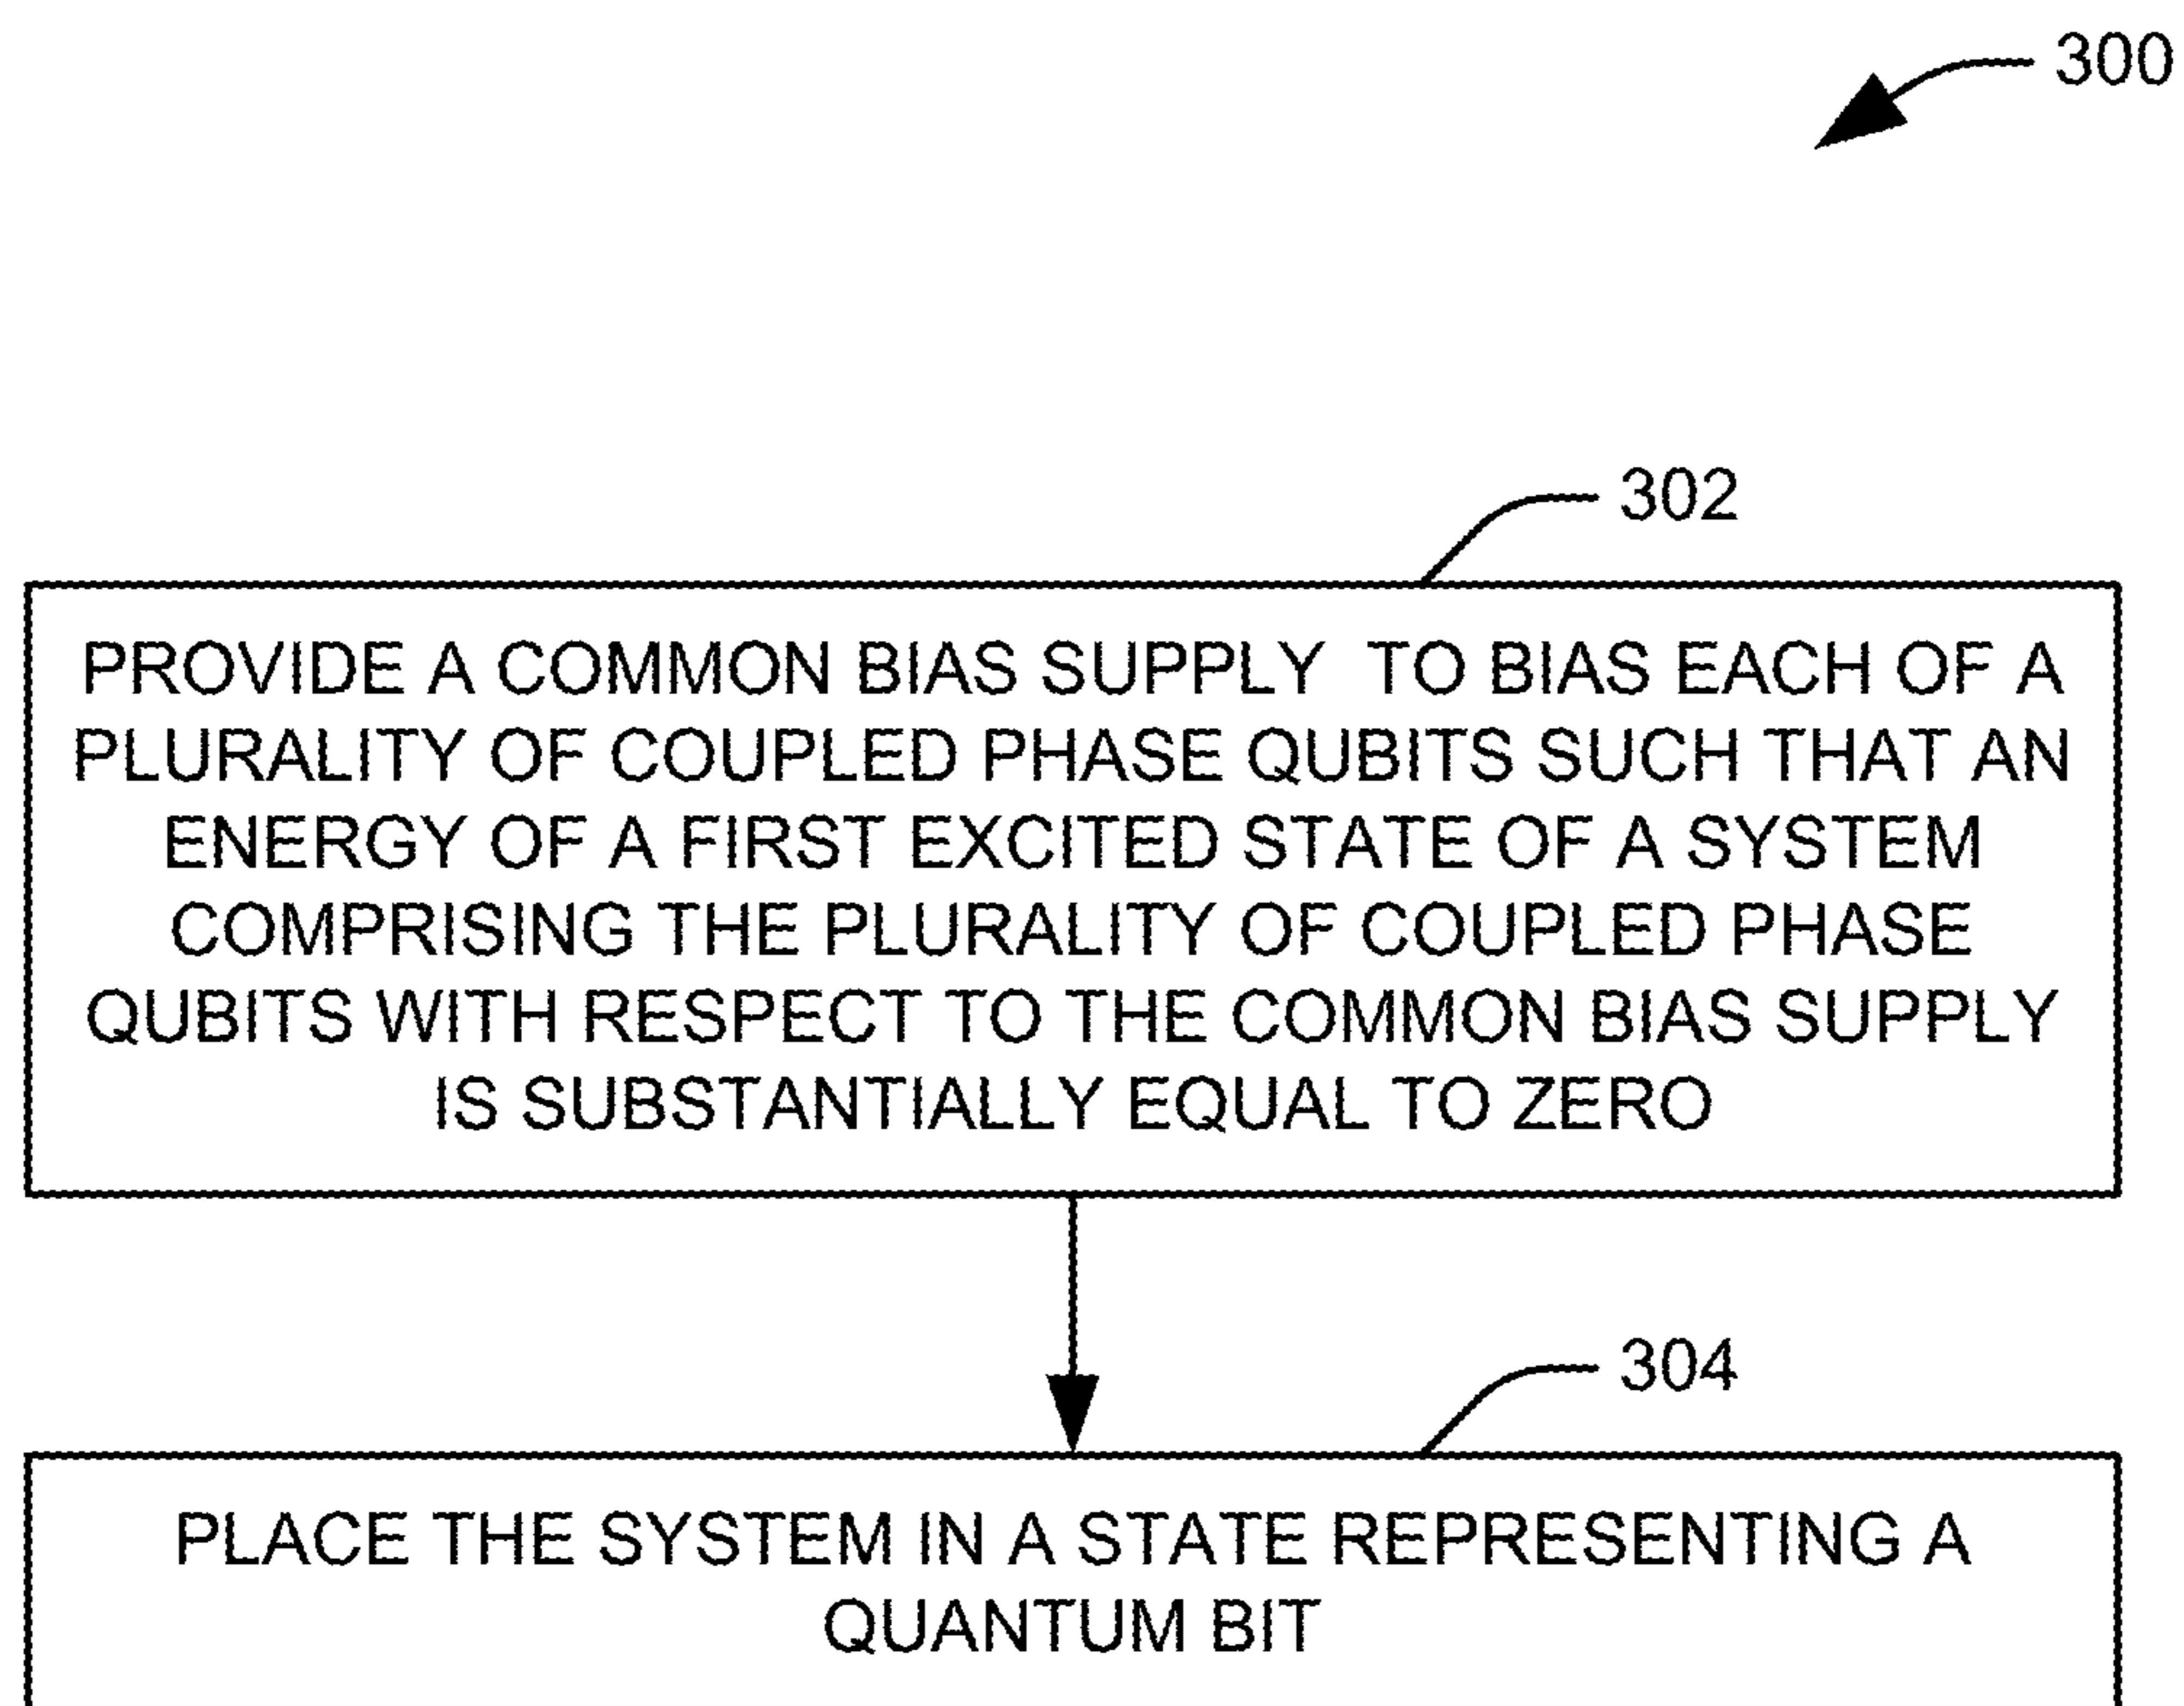 300
302
PROVIDE A COMMON BIAS SUPPLY TO BIAS EACH OF A
PLURALITY OF COUPLED PHASE QUBITS SUCH THAT AN
ENERGY OF A FIRST EXCITED STATE OF A SYSTEM
COMPRISING THE PLURALITY OF COUPLED PHASE
QUBITS WITH RESPECT TO THE COMMON BIAS SUPPLY
IS SUBSTANTIALLY EQUAL TO ZERO
304
PLACE THE SYSTEM IN A STATE REPRESENTING A
QUANTUM BIT